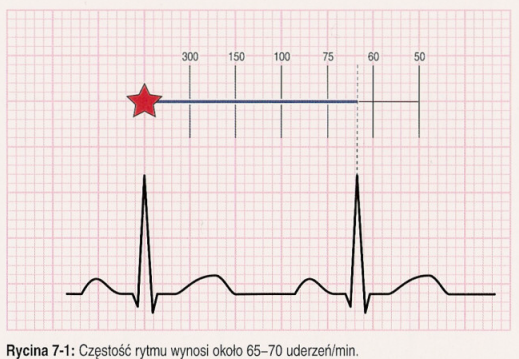 300 150 100 75 60 50
Rycina 7-1: Częstość rytmu wynosi około 65–70 uderzeń/min.